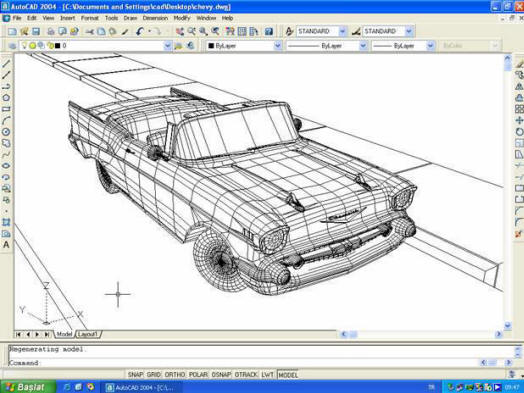 AutoCAD 2004 - [C:\Documents and Settings\cad\Desktop\chevy.dwg]
File Edit View Insert Format Tools Draw Dimension Modify Window Help
STANDARD STANDARD
0 ByLayer ByLayer ByLayer ByColor
Chevrolet
Z
Y X
Model Layout1
Regenerating model.
Command:
SNAP GRID ORTHO POLAR OSNAP OTRACK LWT MODEL
Başlat AutoCAD 2004 - [C:\... TR 09:47